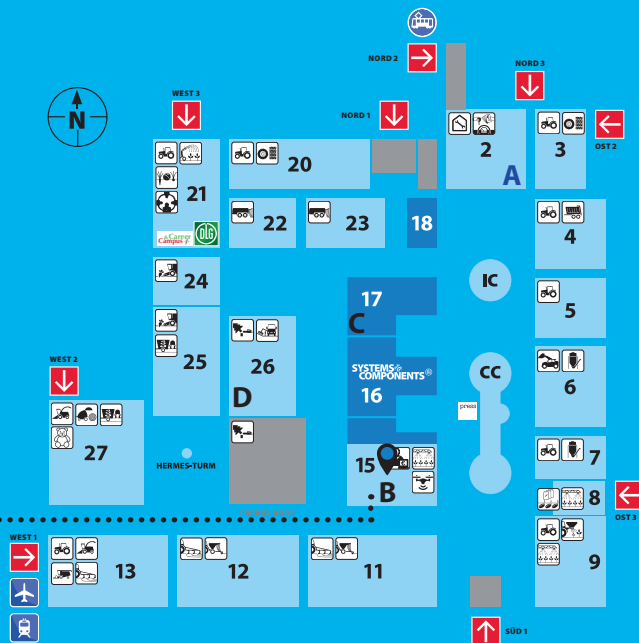 NORD 2
NORD 3
WEST 3
NORD 1
N
OST 2
20
2
3
A
21
22
23
18
4
Career
Campus
DLG
IC
24
17
5
C
25
26
SYSTEMS &
COMPONENTS®
16
CC
6
D
WEST 2
press
27
HERMES-TURM
15
7
B
8
OST 3
WEST 1
9
13
12
11
SÜD 1